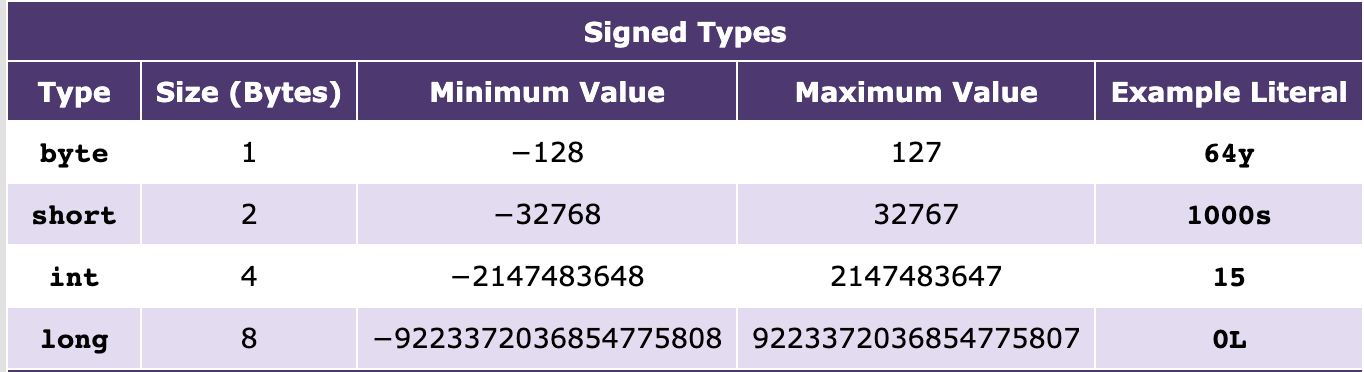 Signed Types
Type Size (Bytes) Minimum Value Maximum Value Example Literal
byte 1 −128 127 64y
short 2 −32768 32767 1000s
int 4 −2147483648 2147483647 15
long 8 −9223372036854775808 9223372036854775807 0L